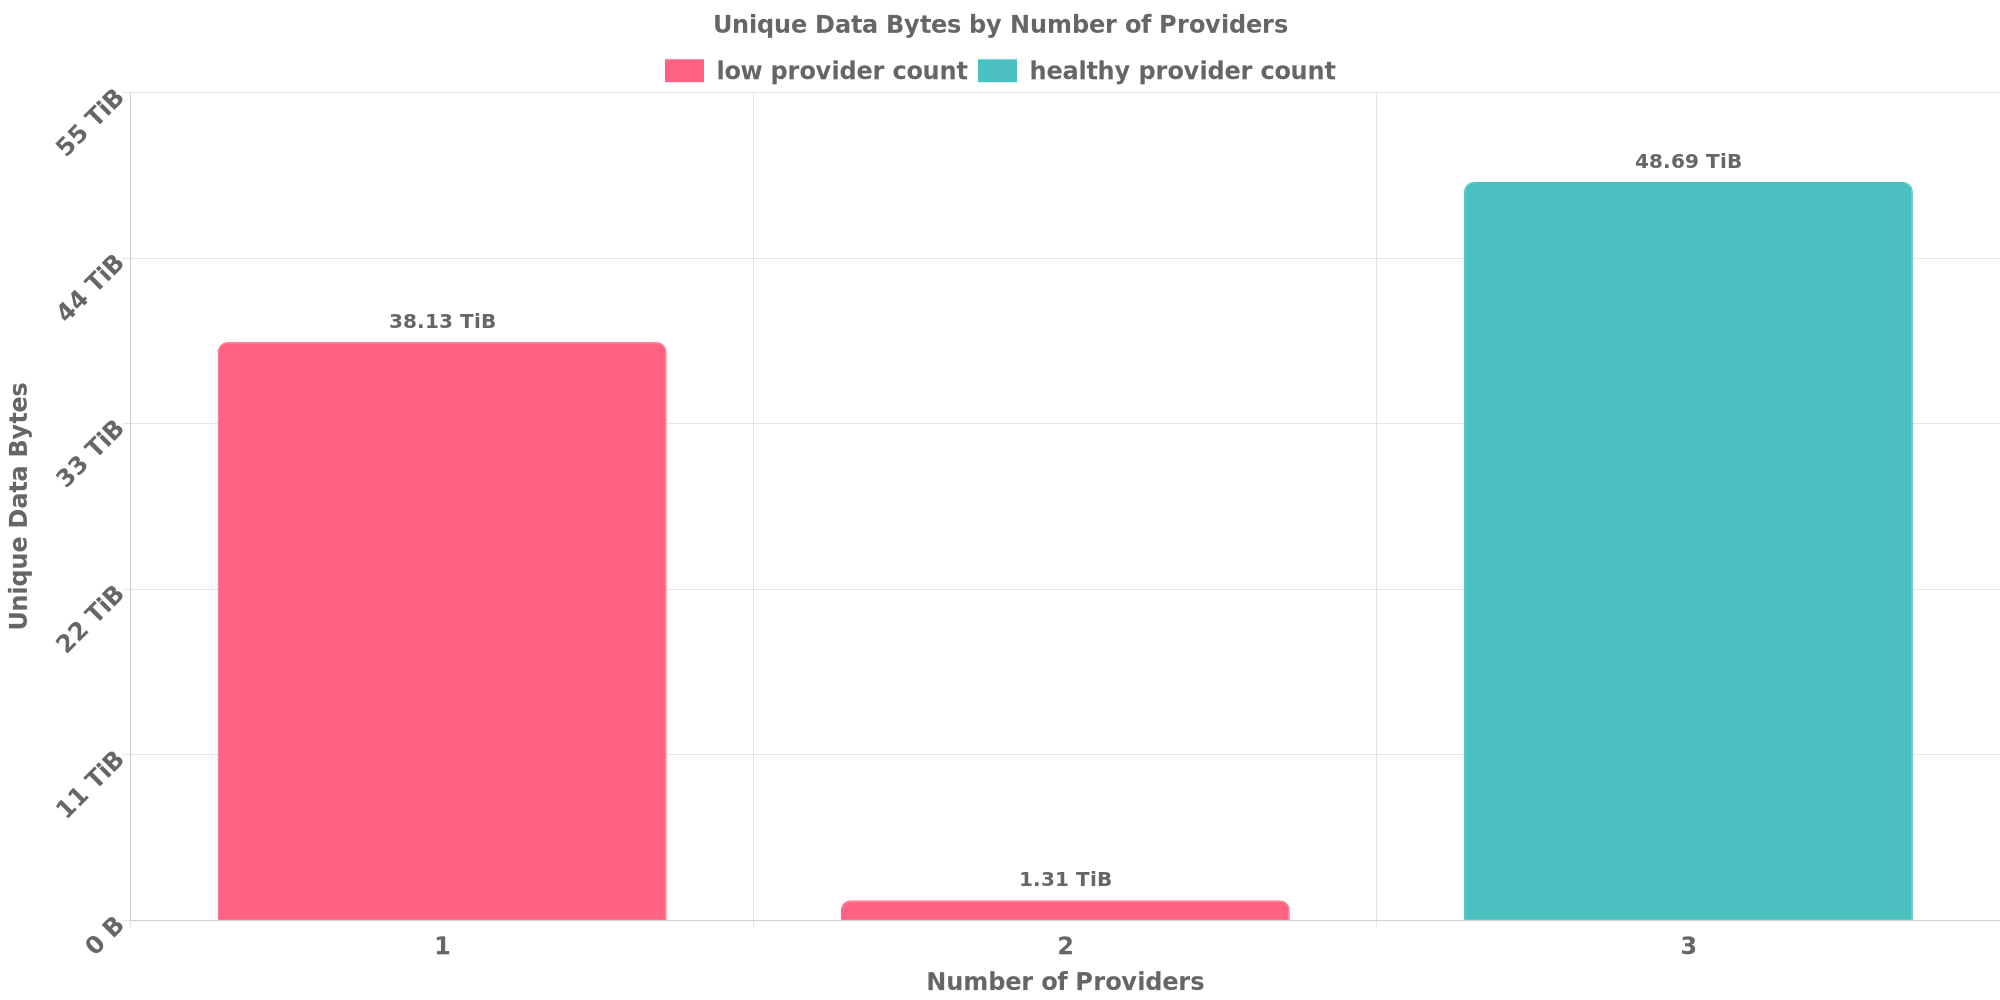 Unique Data Bytes by Number of Providers
low provider count healthy provider count
55 TiB
44 TiB
33 TiB
22 TiB
11 TiB
0 B
Unique Data Bytes
38.13 TiB
1.31 TiB
48.69 TiB
1 2 3
Number of Providers